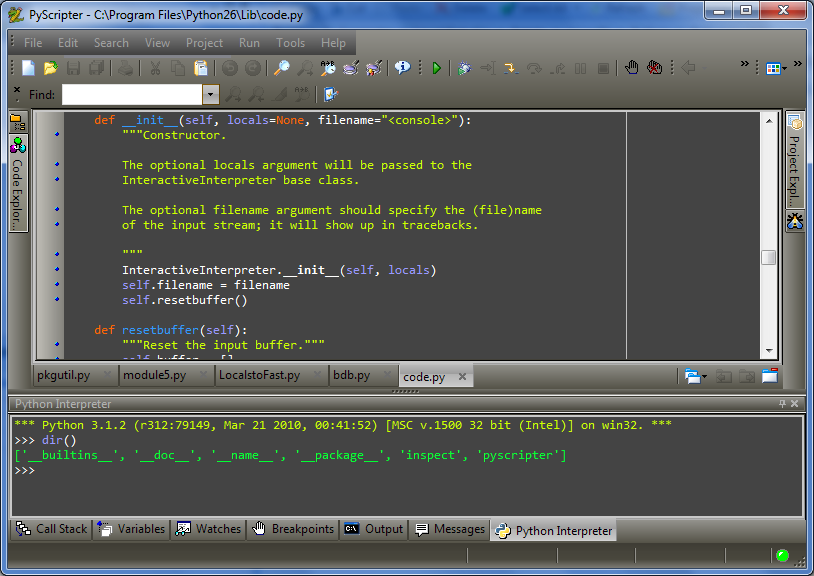 PyScripter - C:\Program Files\Python26\Lib\code.py
File Edit Search View Project Run Tools Help
Find:
def __init__(self, locals=None, filename="<console>"):
"""Constructor.
The optional locals argument will be passed to the
InteractiveInterpreter base class.
The optional filename argument should specify the (file)name
of the input stream; it will show up in tracebacks.
"""
InteractiveInterpreter.__init__(self, locals)
self.filename = filename
self.resetbuffer()
def resetbuffer(self):
"""Reset the input buffer."""
self.buffer = []
Code Explor..
Project Expl...
pkgutil.py module5.py LocalstoFast.py bdb.py code.py
Python Interpreter
*** Python 3.1.2 (r312:79149, Mar 21 2010, 00:41:52) [MSC v.1500 32 bit (Intel)] on win32. ***
>>> dir()
['__builtins__', '__doc__', '__name__', '__package__', 'inspect', 'pyscripter']
>>>
Call Stack Variables Watches Breakpoints Output Messages Python Interpreter